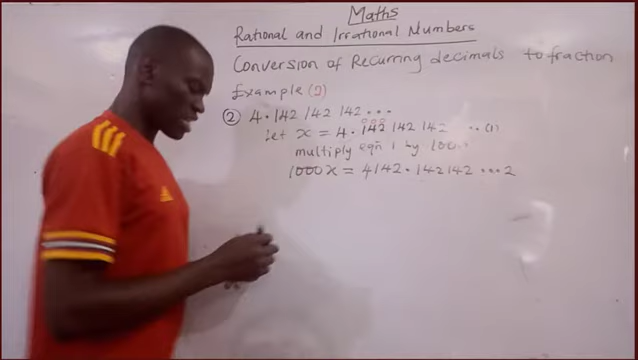 Maths
Rational and Irrational Numbers
Conversion of Recurring decimals to fraction
Example (2)
② 4.142 142 142...
let x = 4.142 142 142 ...(1)
multiply eqn 1 by 1000
1000x = 4142.142142...2